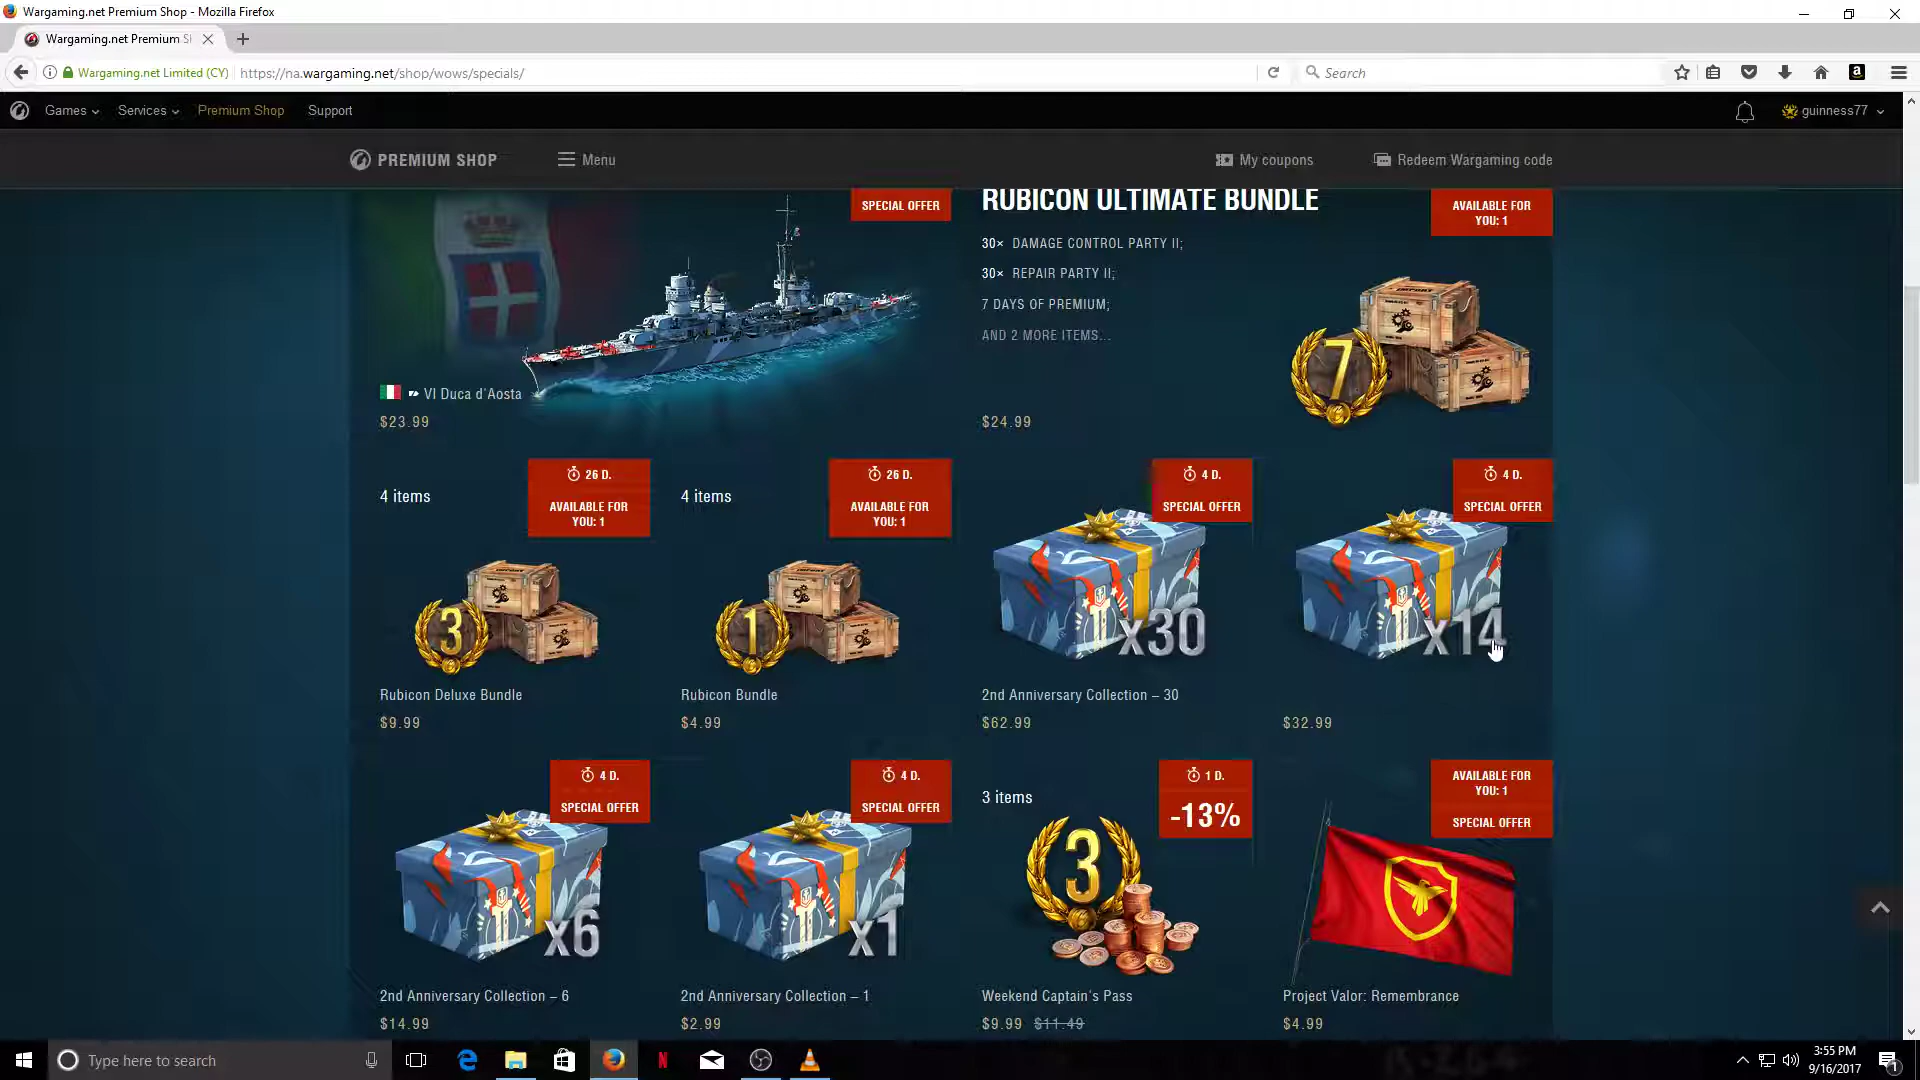 Wargaming.net Premium Shop - Mozilla Firefox
Wargaming.net Premium S
Wargaming.net Limited (CY)
https://na.wargaming.net/shop/wows/specials/
Search
Games
Services
Premium Shop
Support
guinness77
PREMIUM SHOP
Menu
My coupons
Redeem Wargaming code
SPECIAL OFFER
VI Duca d'Aosta
$23.99
RUBICON ULTIMATE BUNDLE
30× DAMAGE CONTROL PARTY II;
30× REPAIR PARTY II;
7 DAYS OF PREMIUM;
AND 2 MORE ITEMS...
$24.99
AVAILABLE FOR
YOU: 1
7
4 items
26 D.
AVAILABLE FOR
YOU: 1
3
Rubicon Deluxe Bundle
$9.99
4 items
26 D.
AVAILABLE FOR
YOU: 1
1
Rubicon Bundle
$4.99
4 D.
SPECIAL OFFER
x30
2nd Anniversary Collection – 30
$62.99
4 D.
SPECIAL OFFER
x14
$32.99
4 D.
SPECIAL OFFER
x6
2nd Anniversary Collection – 6
$14.99
4 D.
SPECIAL OFFER
x1
2nd Anniversary Collection – 1
$2.99
3 items
1 D.
-13%
3
Weekend Captain's Pass
$9.99 $11.49
AVAILABLE FOR
YOU: 1
SPECIAL OFFER
Project Valor: Remembrance
$4.99
Type here to search
3:55 PM
9/16/2017
1